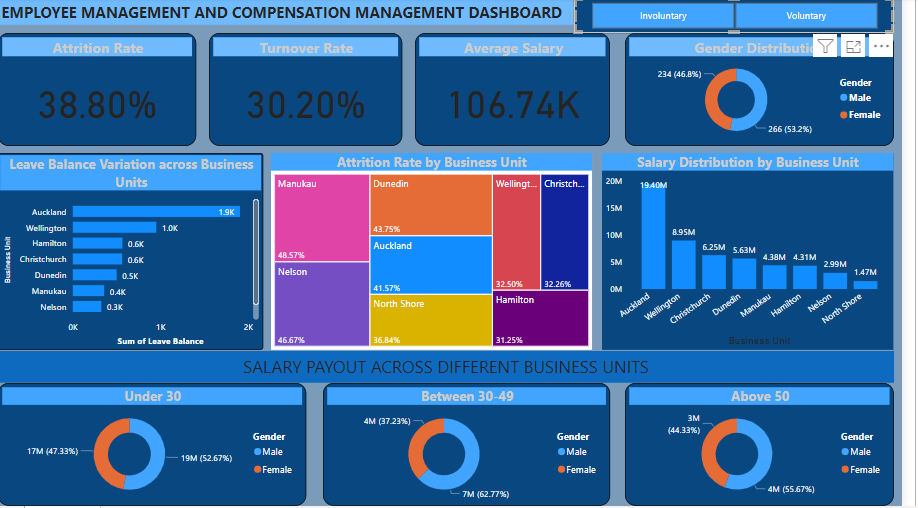 EMPLOYEE MANAGEMENT AND COMPENSATION MANAGEMENT DASHBOARD
Involuntary
Voluntary
Attrition Rate
38.80%
Turnover Rate
30.20%
Average Salary
106.74K
Gender Distributi
234 (46.8%)
266 (53.2%)
Gender
Male
Female
Leave Balance Variation across Business
Units
Business Unit
Auckland
1.9K
Wellington
1.0K
Hamilton
0.6K
Christchurch
0.6K
Dunedin
0.5K
Manukau
0.4K
Nelson
0.3K
0K
1K
2K
Sum of Leave Balance
Attrition Rate by Business Unit
Manukau
48.57%
Nelson
46.67%
Dunedin
43.75%
Auckland
41.57%
North Shore
36.84%
Wellingt...
32.50%
Christch...
32.26%
Hamilton
31.25%
Salary Distribution by Business Unit
20M
15M
10M
5M
0M
19.40M
8.95M
6.25M
5.63M
4.38M
4.31M
2.99M
1.47M
Auckland
Wellington
Christchurch
Dunedin
Manukau
Hamilton
Nelson
North Shore
Business Unit
SALARY PAYOUT ACROSS DIFFERENT BUSINESS UNITS
Under 30
17M (47.33%)
19M (52.67%)
Gender
Male
Female
Between 30-49
4M (37.23%)
7M (62.77%)
Gender
Male
Female
Above 50
3M
(44.33%)
4M (55.67%)
Gender
Male
Female